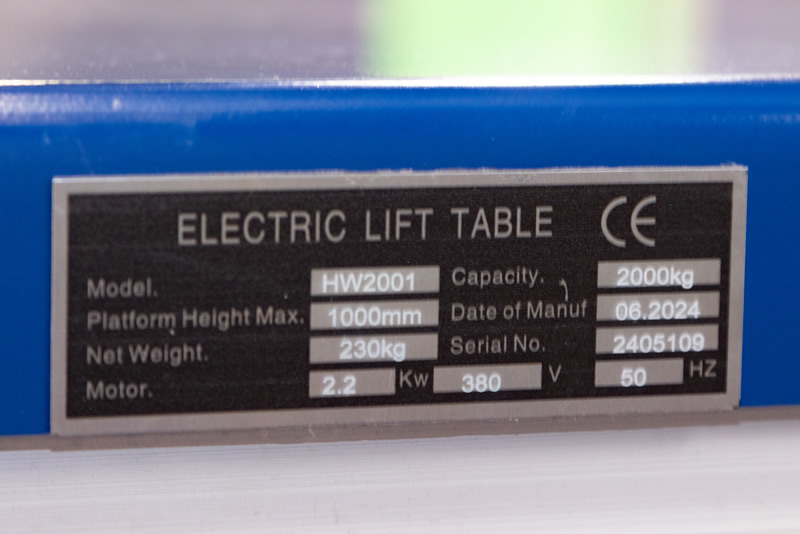 ELECTRIC LIFT TABLE CE
Model. HW2001 Capacity. 2000kg
Platform Height Max. 1000mm Date of Manuf 06.2024
Net Weight. 230kg Serial No. 2405109
Motor. 2.2 Kw 380 V 50 HZ